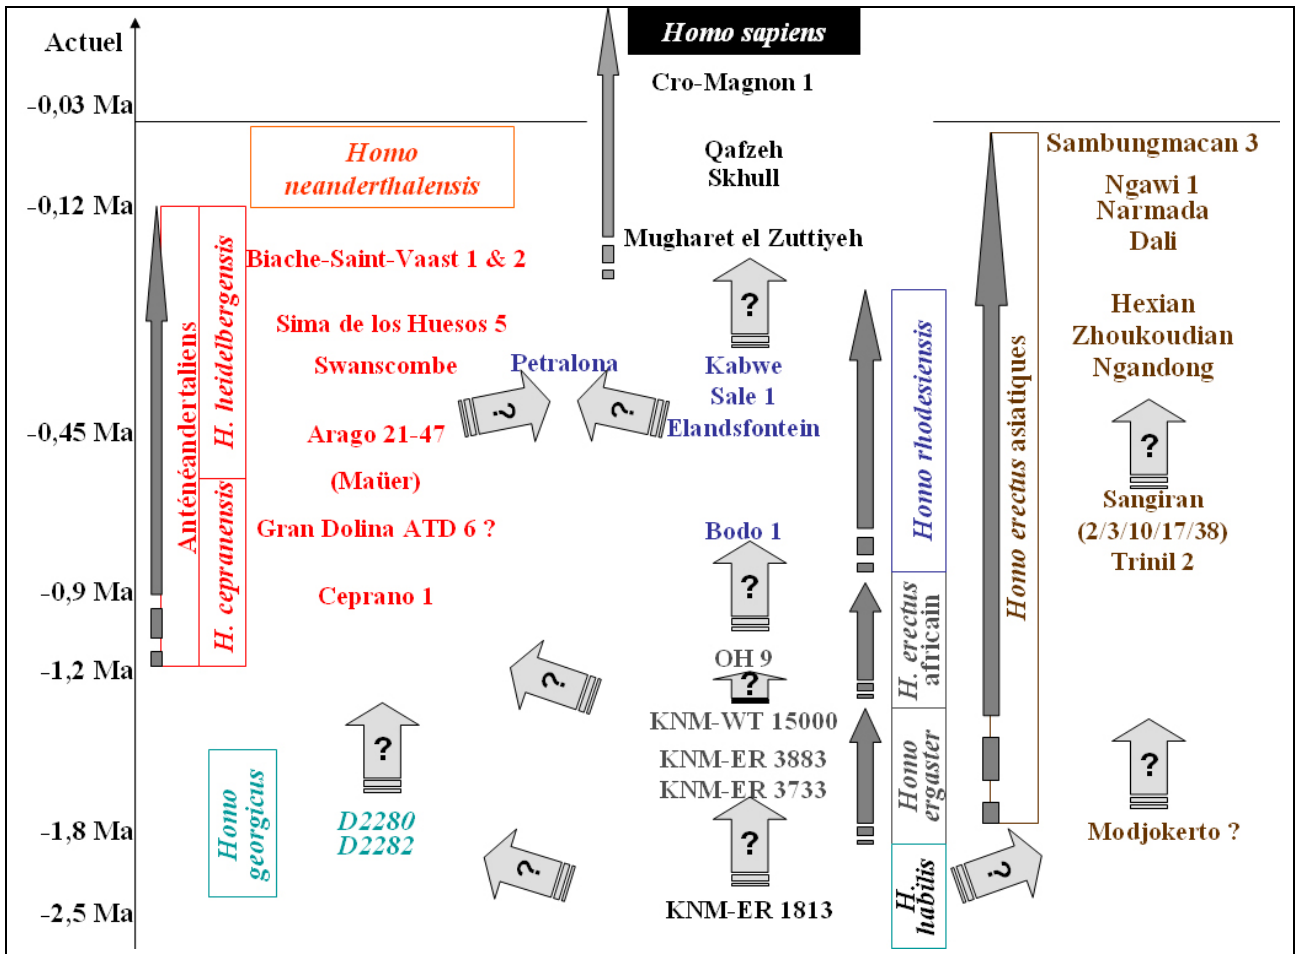 Actuel
-0,03 Ma
-0,12 Ma
-0,45 Ma
-0,9 Ma
-1,2 Ma
-1,8 Ma
-2,5 Ma
Homo
neanderthalensis
Anténéandertaliens
H. heidelbergensis
H. cepranensis
Biache-Saint-Vaast 1 & 2
Sima de los Huesos 5
Swanscombe
Arago 21-47
(Maüer)
Gran Dolina ATD 6 ?
Ceprano 1
?
Homo
georgicus
D2280
D2282
?
?
?
Petralona
?
Homo sapiens
Cro-Magnon 1
Qafzeh
Skhull
Mugharet el Zuttiyeh
?
Kabwe
Sale 1
Elandsfontein
Bodo 1
?
OH 9
?
KNM-WT 15000
KNM-ER 3883
KNM-ER 3733
?
KNM-ER 1813
Homo rhodesiensis
H. erectus
africain
Homo
ergaster
H.
habilis
?
Homo erectus asiatiques
Sambungmacan 3
Ngawi 1
Narmada
Dali
Hexian
Zhoukoudian
Ngandong
?
Sangiran
(2/3/10/17/38)
Trinil 2
?
Modjokerto ?